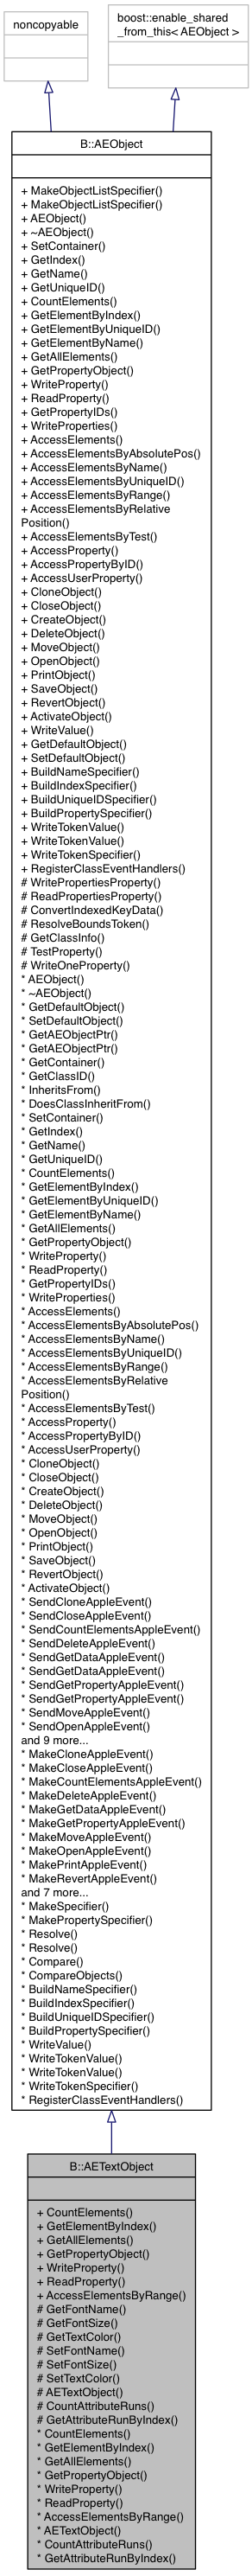 noncopyable
boost::enable_shared
_from_this< AEObject >
B::AEObject
+ MakeObjectListSpecifier()
+ MakeObjectListSpecifier()
+ AEObject()
+ ~AEObject()
+ SetContainer()
+ GetIndex()
+ GetName()
+ GetUniqueID()
+ CountElements()
+ GetElementByIndex()
+ GetElementByUniqueID()
+ GetElementByName()
+ GetAllElements()
+ GetPropertyObject()
+ WriteProperty()
+ ReadProperty()
+ GetPropertyIDs()
+ WriteProperties()
+ AccessElements()
+ AccessElementsByAbsolutePos()
+ AccessElementsByName()
+ AccessElementsByUniqueID()
+ AccessElementsByRange()
+ AccessElementsByRelative
Position()
+ AccessElementsByTest()
+ AccessProperty()
+ AccessPropertyByID()
+ AccessUserProperty()
+ CloneObject()
+ CloseObject()
+ CreateObject()
+ DeleteObject()
+ MoveObject()
+ OpenObject()
+ PrintObject()
+ SaveObject()
+ RevertObject()
+ ActivateObject()
+ WriteValue()
+ GetDefaultObject()
+ SetDefaultObject()
+ BuildNameSpecifier()
+ BuildIndexSpecifier()
+ BuildUniqueIDSpecifier()
+ BuildPropertySpecifier()
+ WriteTokenValue()
+ WriteTokenValue()
+ WriteTokenSpecifier()
+ RegisterClassEventHandlers()
# WritePropertiesProperty()
# ReadPropertiesProperty()
# ConvertIndexedKeyData()
# ResolveBoundsToken()
# GetClassInfo()
# TestProperty()
# WriteOneProperty()
* AEObject()
* ~AEObject()
* GetDefaultObject()
* SetDefaultObject()
* GetAEObjectPtr()
* GetAEObjectPtr()
* GetContainer()
* GetClassID()
* InheritsFrom()
* DoesClassInheritFrom()
* SetContainer()
* GetIndex()
* GetName()
* GetUniqueID()
* CountElements()
* GetElementByIndex()
* GetElementByUniqueID()
* GetElementByName()
* GetAllElements()
* GetPropertyObject()
* WriteProperty()
* ReadProperty()
* GetPropertyIDs()
* WriteProperties()
* AccessElements()
* AccessElementsByAbsolutePos()
* AccessElementsByName()
* AccessElementsByUniqueID()
* AccessElementsByRange()
* AccessElementsByRelative
Position()
* AccessElementsByTest()
* AccessProperty()
* AccessPropertyByID()
* AccessUserProperty()
* CloneObject()
* CloseObject()
* CreateObject()
* DeleteObject()
* MoveObject()
* OpenObject()
* PrintObject()
* SaveObject()
* RevertObject()
* ActivateObject()
* SendCloneAppleEvent()
* SendCloseAppleEvent()
* SendCountElementsAppleEvent()
* SendDeleteAppleEvent()
* SendGetDataAppleEvent()
* SendGetDataAppleEvent()
* SendGetPropertyAppleEvent()
* SendGetPropertyAppleEvent()
* SendMoveAppleEvent()
* SendOpenAppleEvent()
and 9 more...
* MakeCloneAppleEvent()
* MakeCloseAppleEvent()
* MakeCountElementsAppleEvent()
* MakeDeleteAppleEvent()
* MakeGetDataAppleEvent()
* MakeGetPropertyAppleEvent()
* MakeMoveAppleEvent()
* MakeOpenAppleEvent()
* MakePrintAppleEvent()
* MakeRevertAppleEvent()
and 7 more...
* MakeSpecifier()
* MakePropertySpecifier()
* Resolve()
* Resolve()
* Compare()
* CompareObjects()
* BuildNameSpecifier()
* BuildIndexSpecifier()
* BuildUniqueIDSpecifier()
* BuildPropertySpecifier()
* WriteValue()
* WriteTokenValue()
* WriteTokenValue()
* WriteTokenSpecifier()
* RegisterClassEventHandlers()
B::AETextObject
+ CountElements()
+ GetElementByIndex()
+ GetAllElements()
+ GetPropertyObject()
+ WriteProperty()
+ ReadProperty()
+ AccessElementsByRange()
# GetFontName()
# GetFontSize()
# GetTextColor()
# SetFontName()
# SetFontSize()
# SetTextColor()
# AETextObject()
# CountAttributeRuns()
# GetAttributeRunByIndex()
* CountElements()
* GetElementByIndex()
* GetAllElements()
* GetPropertyObject()
* WriteProperty()
* ReadProperty()
* AccessElementsByRange()
* AETextObject()
* CountAttributeRuns()
* GetAttributeRunByIndex()